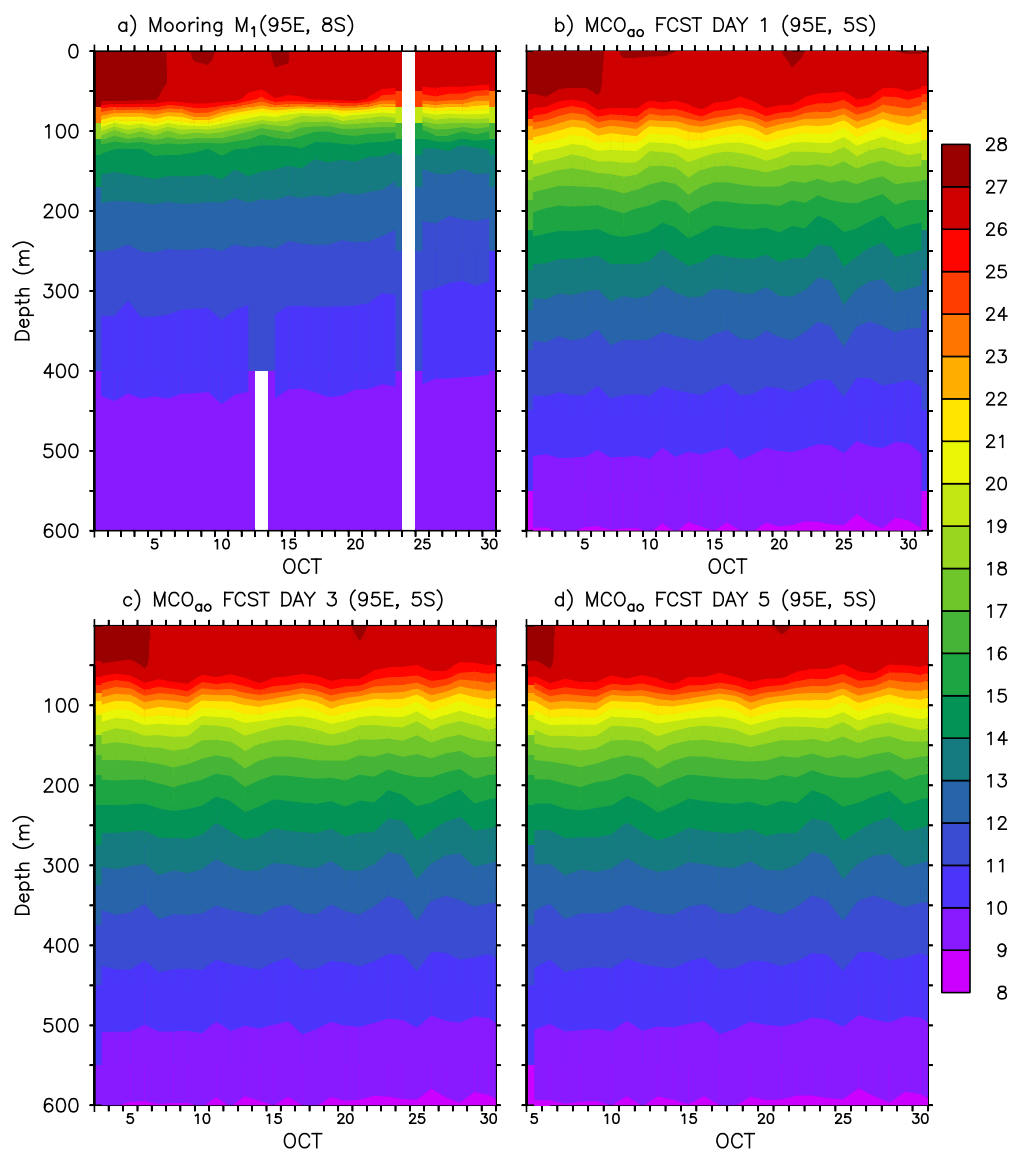 a) Mooring M1(95E, 8S)
b) MCOao FCST DAY 1 (95E, 5S)
0
100
200
300
400
500
600
Depth (m)
5 10 15 20 25 30
OCT
5 10 15 20 25 30
OCT
c) MCOao FCST DAY 3 (95E, 5S)
d) MCOao FCST DAY 5 (95E, 5S)
100
200
300
400
500
600
Depth (m)
5 10 15 20 25 30
OCT
5 10 15 20 25 30
OCT
28
27
26
25
24
23
22
21
20
19
18
17
16
15
14
13
12
11
10
9
8